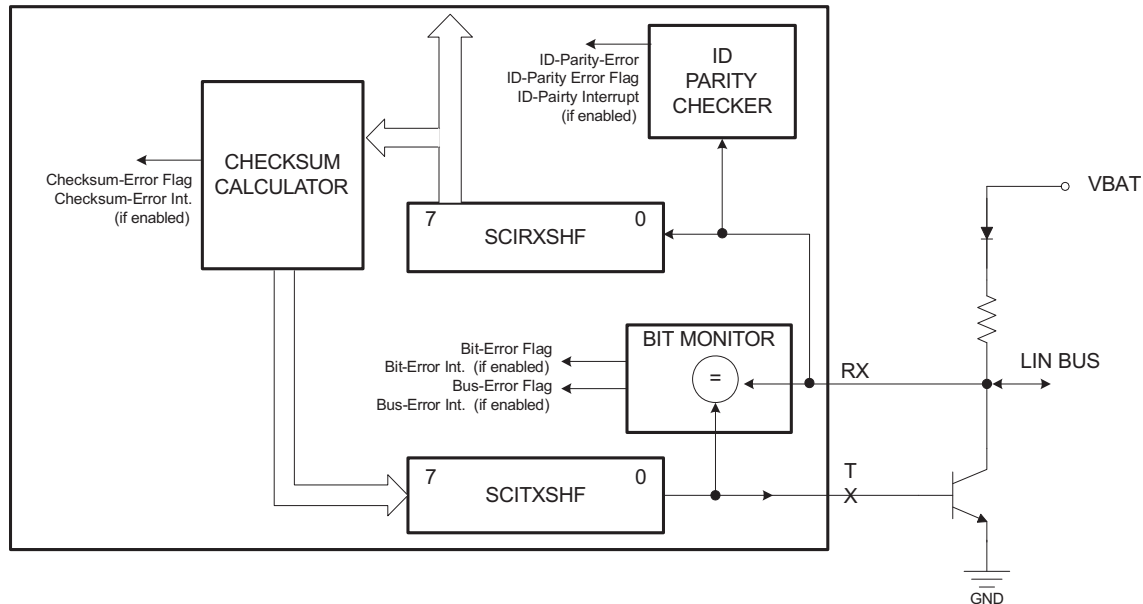 ID-Parity-Error
ID-Parity Error Flag
ID-Pairty Interrupt
(if enabled)
ID
PARITY
CHECKER
CHECKSUM
CALCULATOR
Checksum-Error Flag
Checksum-Error Int.
(if enabled)
VBAT
7
0
SCIRXSHF
BIT MONITOR
=
Bit-Error Flag
Bit-Error Int. (if enabled)
Bus-Error Flag
Bus-Error Int. (if enabled)
RX
LIN BUS
7
0
SCITXSHF
T
X
GND